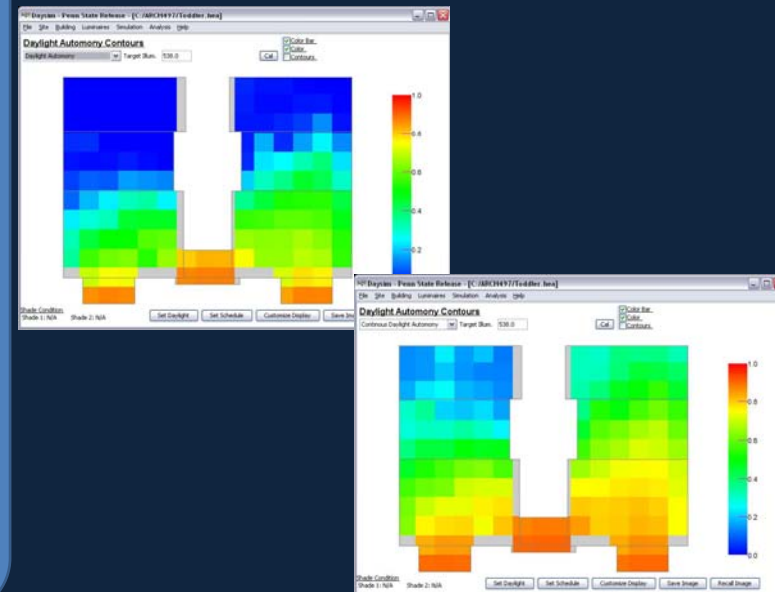 Daysim - Penn State Release - [C:/ARCH497/Toddler.hea]
File Site Building Luminaires Simulation Analysis Help
Daylight Automony Contours
Daylight Automony Target Illum. 538.0 Cal
Color Bar
Color
Contours
1.0
0.8
0.4
0.2
Shade Condition
Shade 1: N/A Shade 2: N/A
Set Daylight Set Schedule Customize Display Save
Daysim - Penn State Release - [C:/ARCH497/Toddler.hea]
File Site Building Luminaires Simulation Analysis Help
Daylight Automony Contours
Continous Daylight Automony Target Illum. 538.0 Cal
Color Bar
Color
Contours
1.0
0.8
0.4
0.2
0.0
Shade Condition
Shade 1: N/A Shade 2: N/A
Set Daylight Set Schedule Customize Display Save Image Recall Image